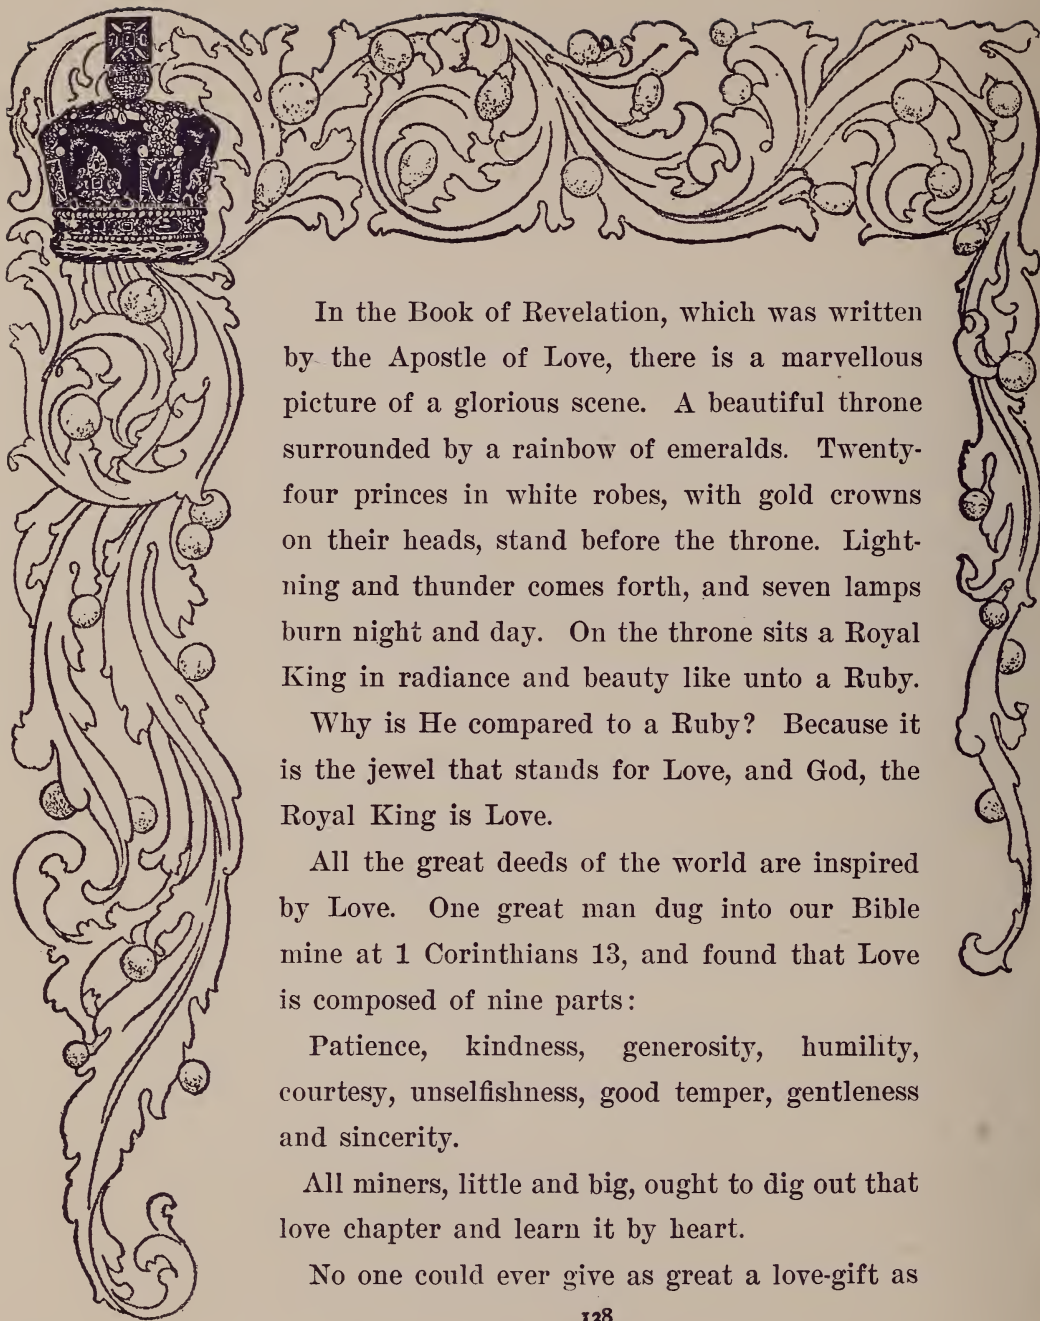 In the Book of Revelation, which was written
by the Apostle of Love, there is a marvellous
picture of a glorious scene. A beautiful throne
surrounded by a rainbow of emeralds. Twenty-
four princes in white robes, with gold crowns
on their heads, stand before the throne. Light-
ning and thunder comes forth, and seven lamps
burn night and day. On the throne sits a Royal
King in radiance and beauty like unto a Ruby.
Why is He compared to a Ruby? Because it
is the jewel that stands for Love, and God, the
Royal King is Love.
All the great deeds of the world are inspired
by Love. One great man dug into our Bible
mine at 1 Corinthians 13, and found that Love
is composed of nine parts:
Patience, kindness, generosity, humility,
courtesy, unselfishness, good temper, gentleness
and sincerity.
All miners, little and big, ought to dig out that
love chapter and learn it by heart.
No one could ever give as great a love-gift as
128